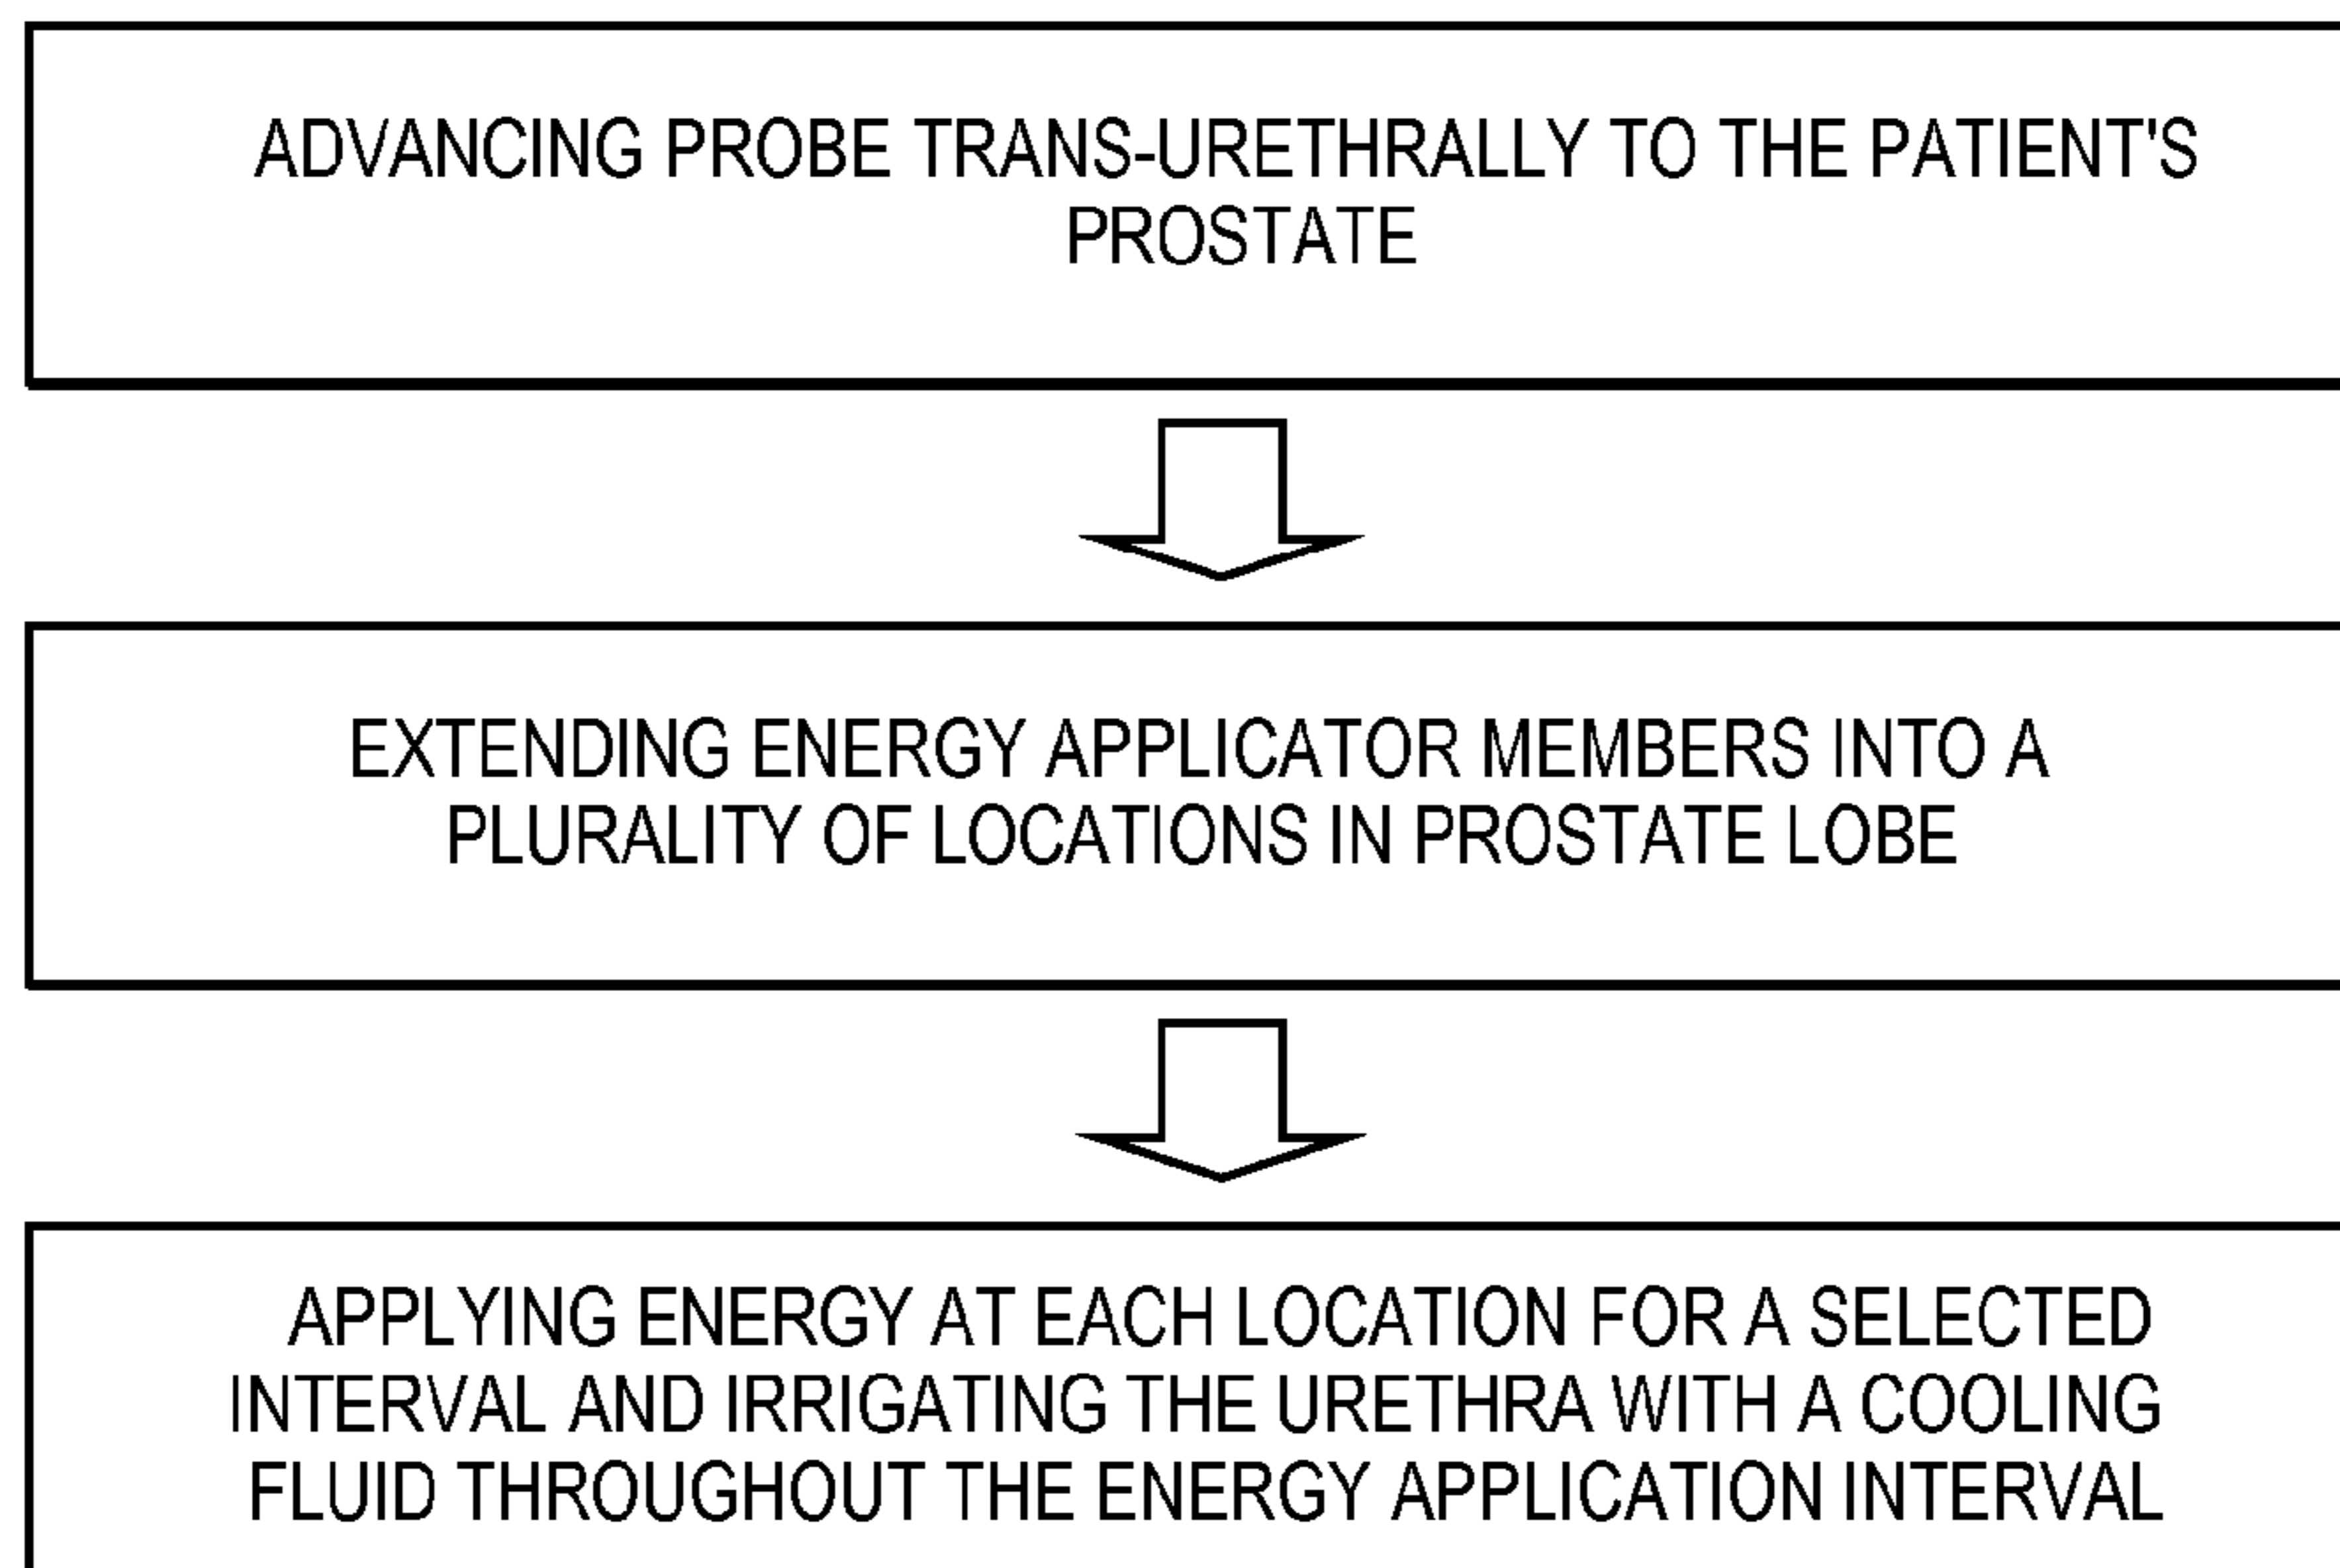 ADVANCING PROBE TRANS-URETHRALLY TO THE PATIENT'S
PROSTATE
EXTENDING ENERGY APPLICATOR MEMBERS INTO A
PLURALITY OF LOCATIONS IN PROSTATE LOBE
APPLYING ENERGY AT EACH LOCATION FOR A SELECTED
INTERVAL AND IRRIGATING THE URETHRA WITH A COOLING
FLUID THROUGHOUT THE ENERGY APPLICATION INTERVAL